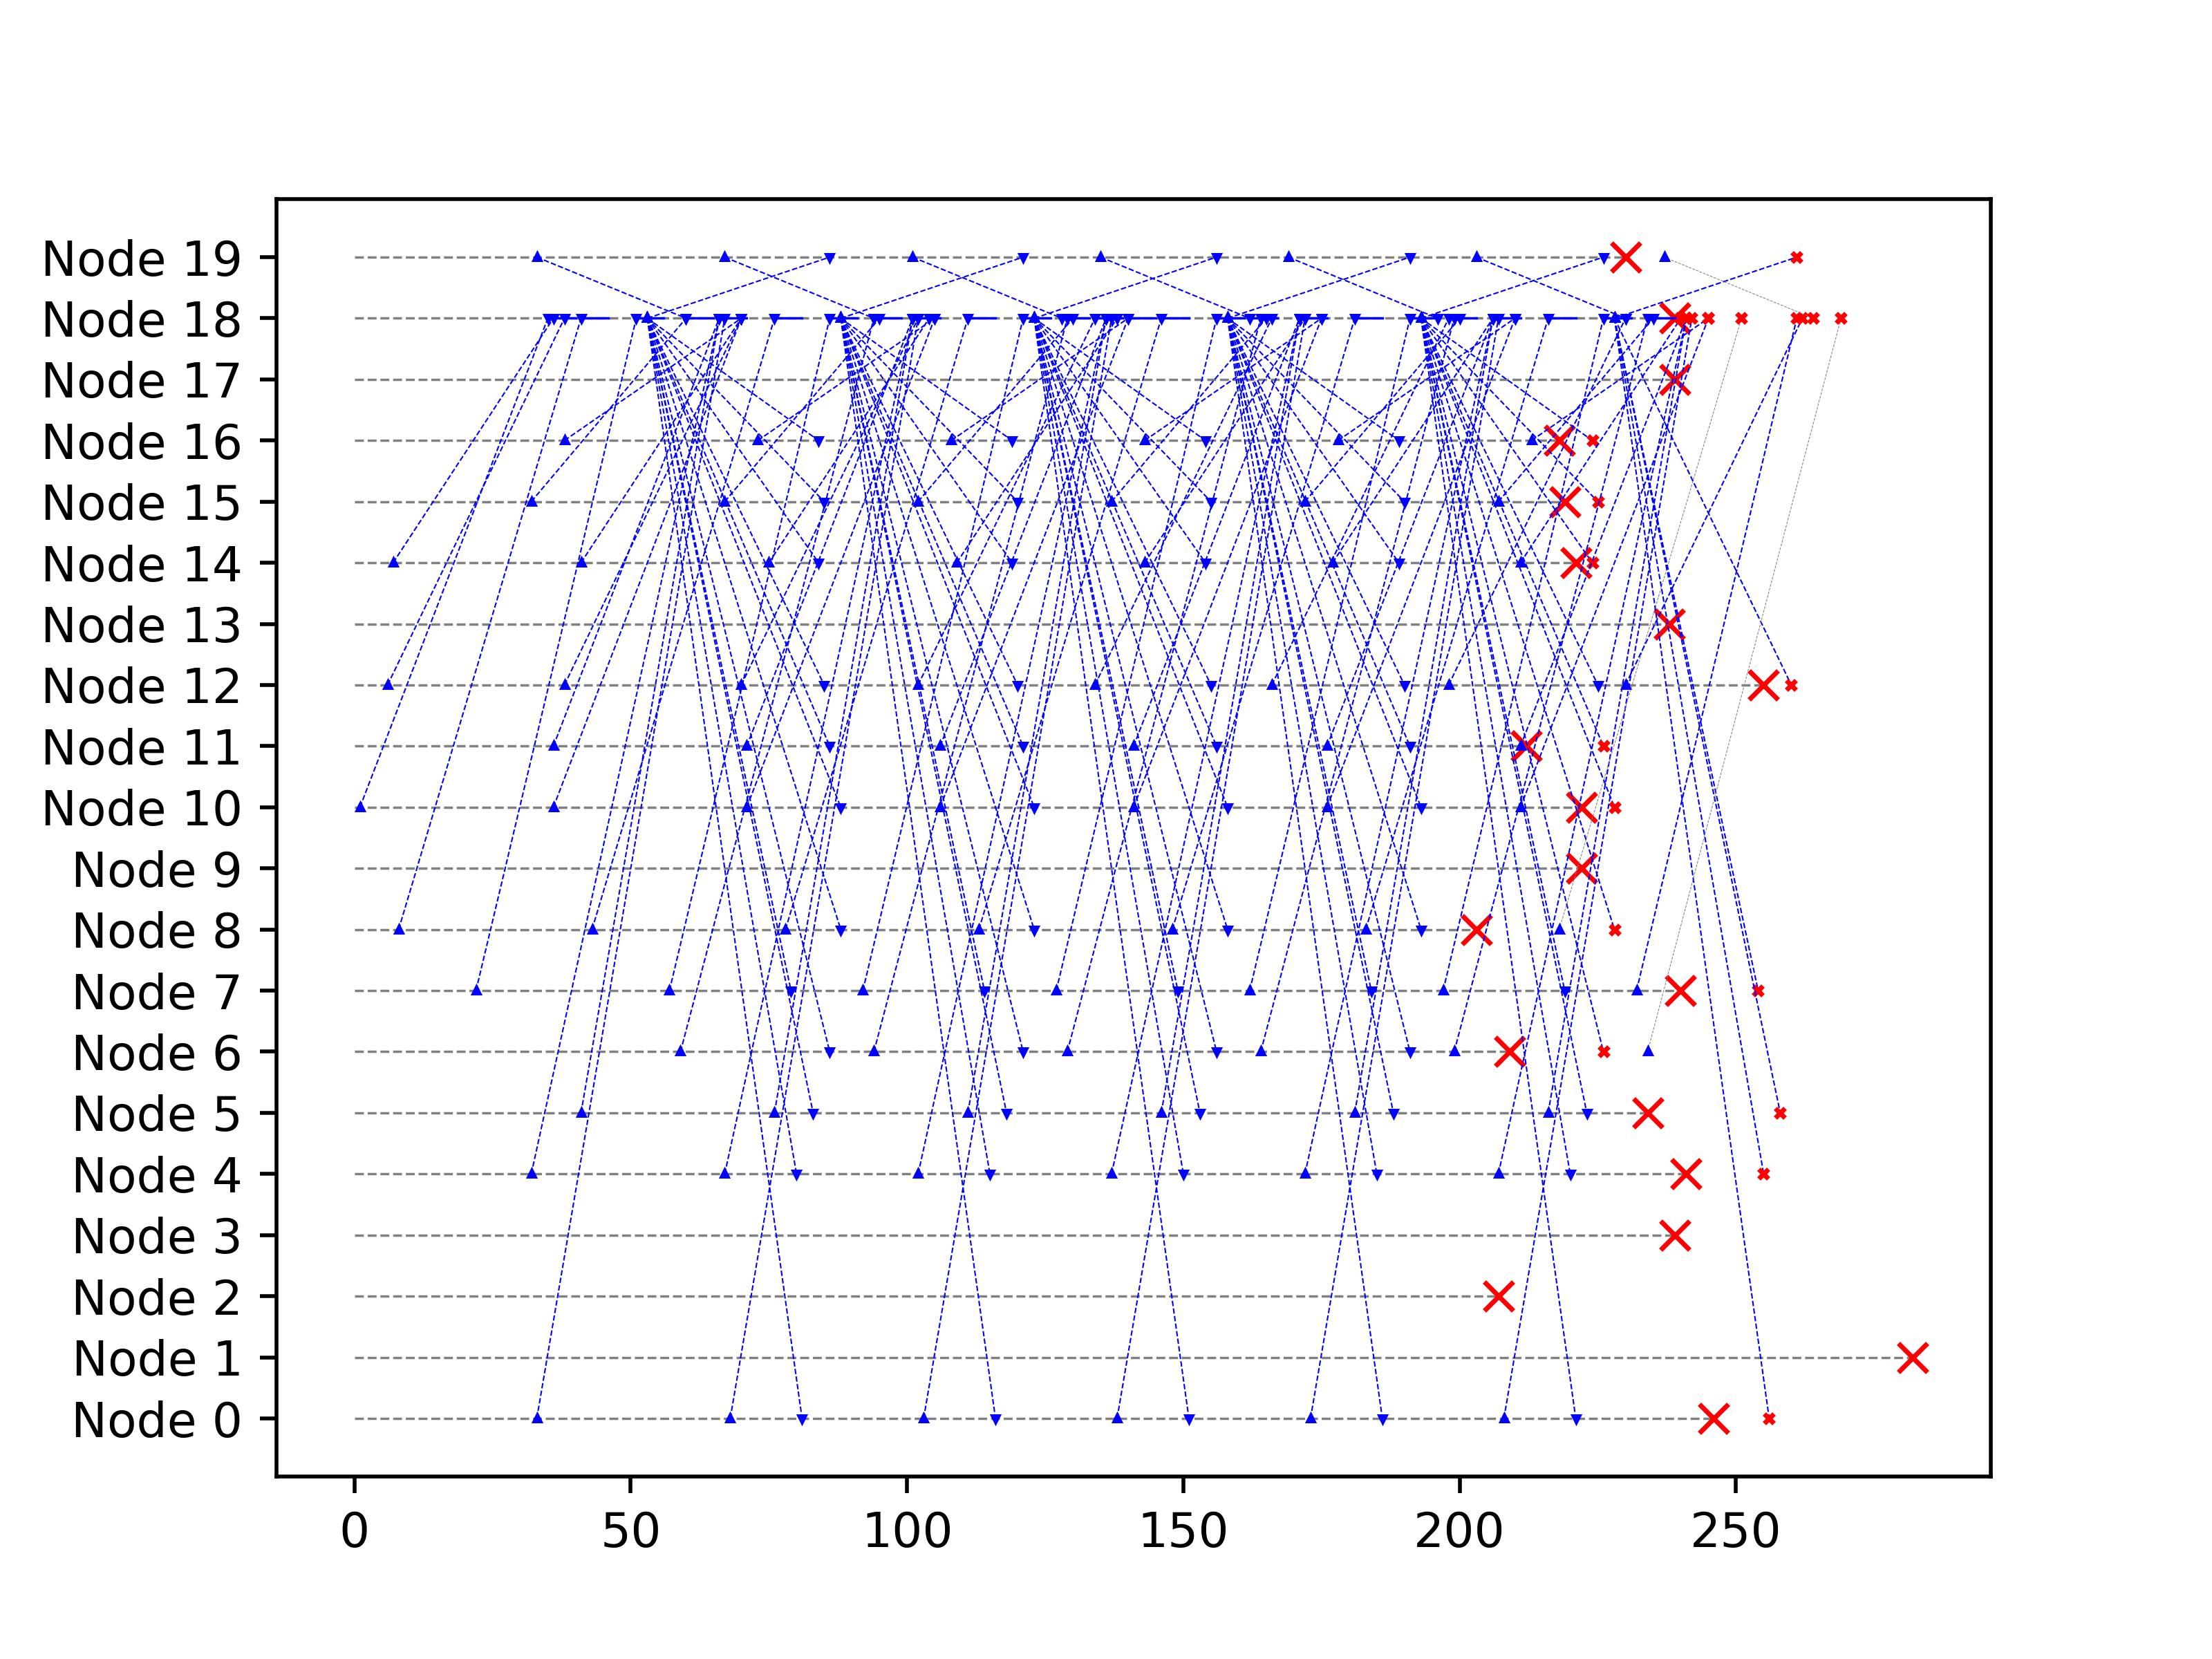 Node 19
Node 18
Node 17
Node 16
Node 15
Node 14
Node 13
Node 12
Node 11
Node 10
Node 9
Node 8
Node 7
Node 6
Node 5
Node 4
Node 3
Node 2
Node 1
Node 0
0 50 100 150 200 250